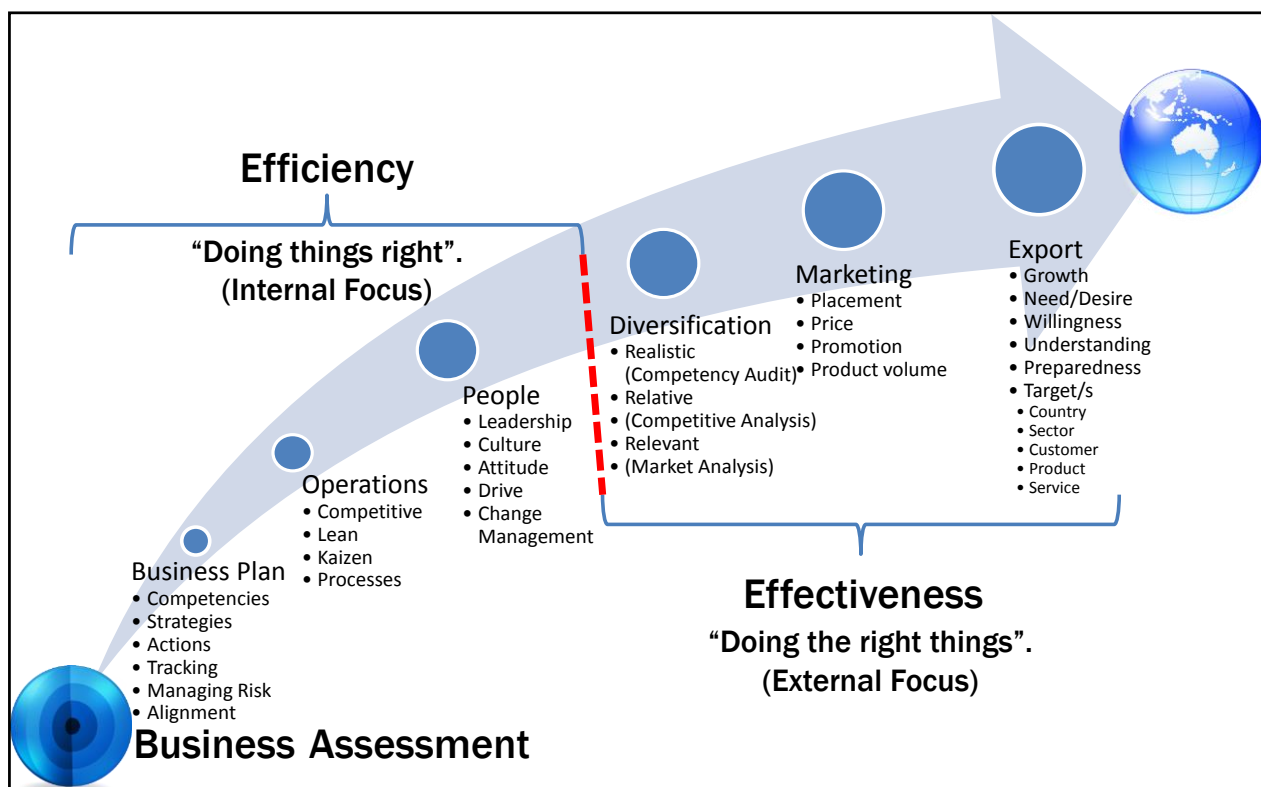 Efficiency
“Doing things right”.
(Internal Focus)
Business Plan
• Competencies
• Strategies
• Actions
• Tracking
• Managing Risk
• Alignment
Business Assessment
Operations
• Competitive
• Lean
• Kaizen
• Processes
People
• Leadership
• Culture
• Attitude
• Drive
• Change
Management
Diversification
• Realistic
(Competency Audit)
• Relative
• (Competitive Analysis)
• Relevant
• (Market Analysis)
Marketing
• Placement
• Price
• Promotion
• Product volume
Export
• Growth
• Need/Desire
• Willingness
• Understanding
• Preparedness
• Target/s
• Country
• Sector
• Customer
• Product
• Service
Effectiveness
“Doing the right things”.
(External Focus)